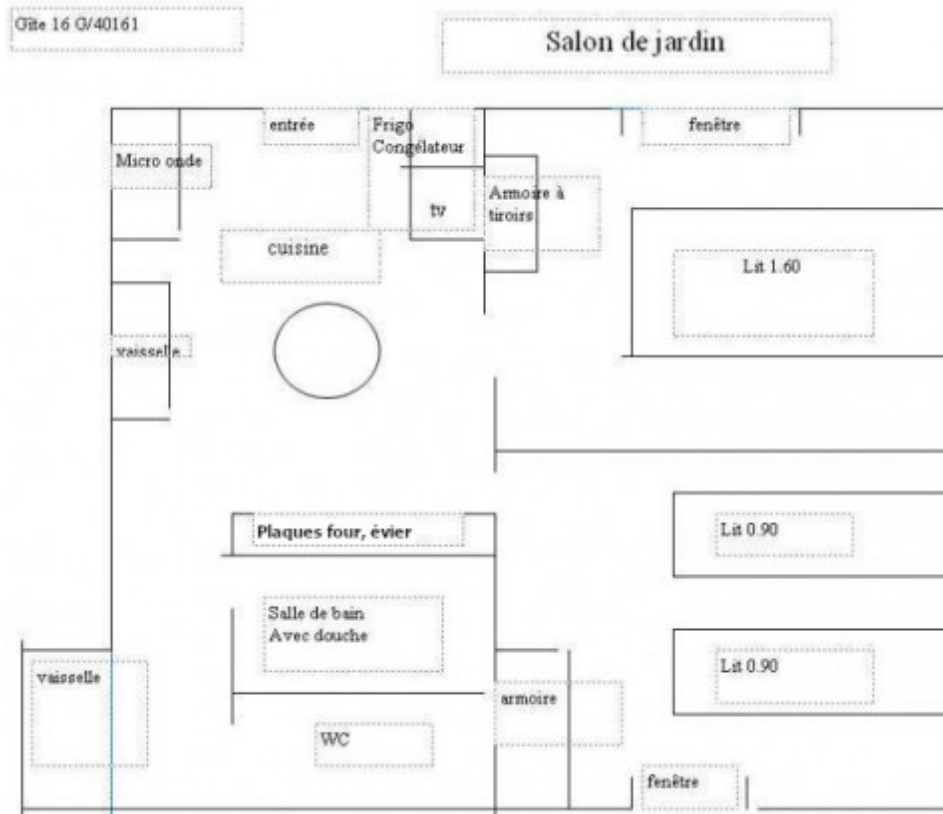 Gîte 16 G/40161
Salon de jardin
entrée
Frigo
Congélateur
fenêtre
Micro onde
tv
Armoire à
tiroirs
cuisine
Lit 1.60
vaisselle
Plaques four, évier
Lit 0.90
Salle de bain
Avec douche
Lit 0.90
vaisselle
armoire
WC
fenêtre